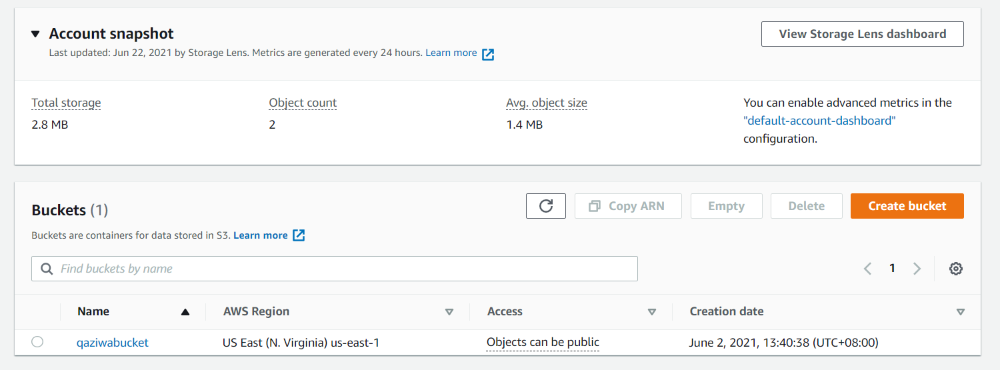 Account snapshot
View Storage Lens dashboard
Last updated: Jun 22, 2021 by Storage Lens. Metrics are generated every 24 hours. Learn more
Total storage
2.8 MB
Object count
2
Avg. object size
1.4 MB
You can enable advanced metrics in the
"default-account-dashboard"
configuration.
Buckets (1)
Copy ARN
Empty
Delete
Create bucket
Buckets are containers for data stored in S3. Learn more
Find buckets by name
1
Name AWS Region Access Creation date
qaziwabucket US East (N. Virginia) us-east-1 Objects can be public June 2, 2021, 13:40:38 (UTC+08:00)